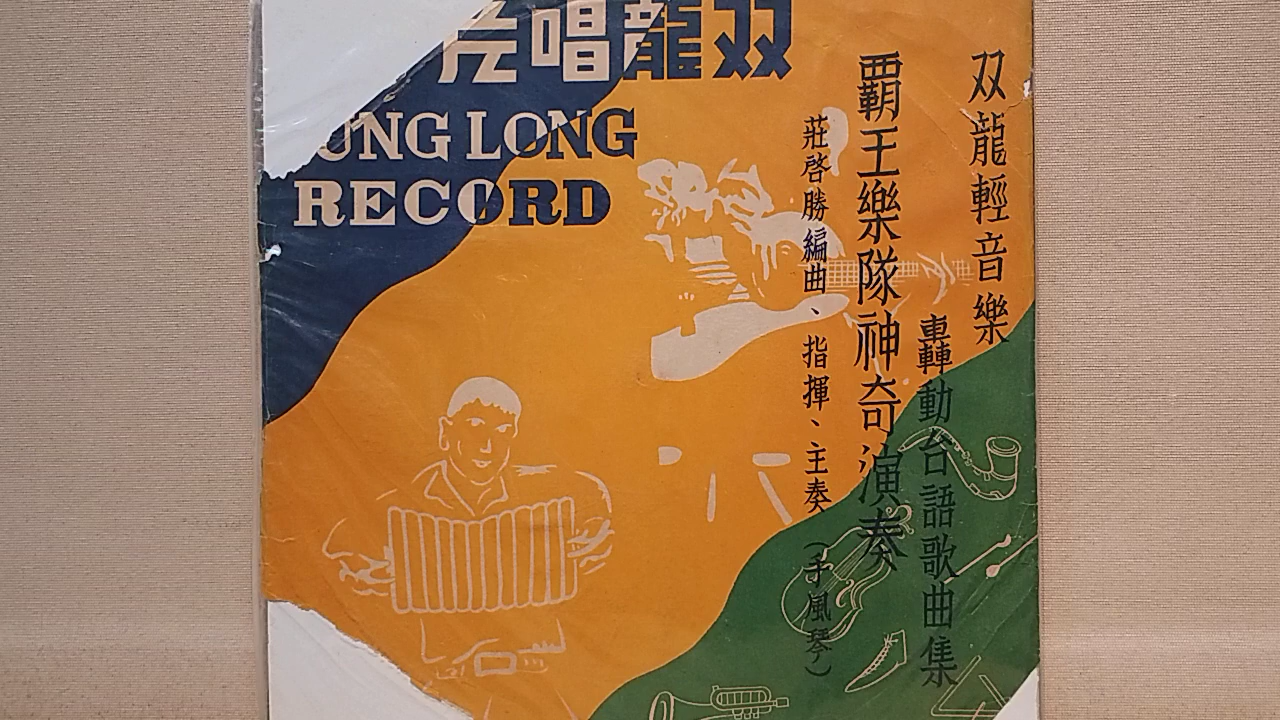 双龍唱片
UNG LONG
RECORD
双龍輕音樂
轟動台語歌曲集
覇王樂隊神奇演奏
莊啓勝編曲、指揮、主奏(手風琴)